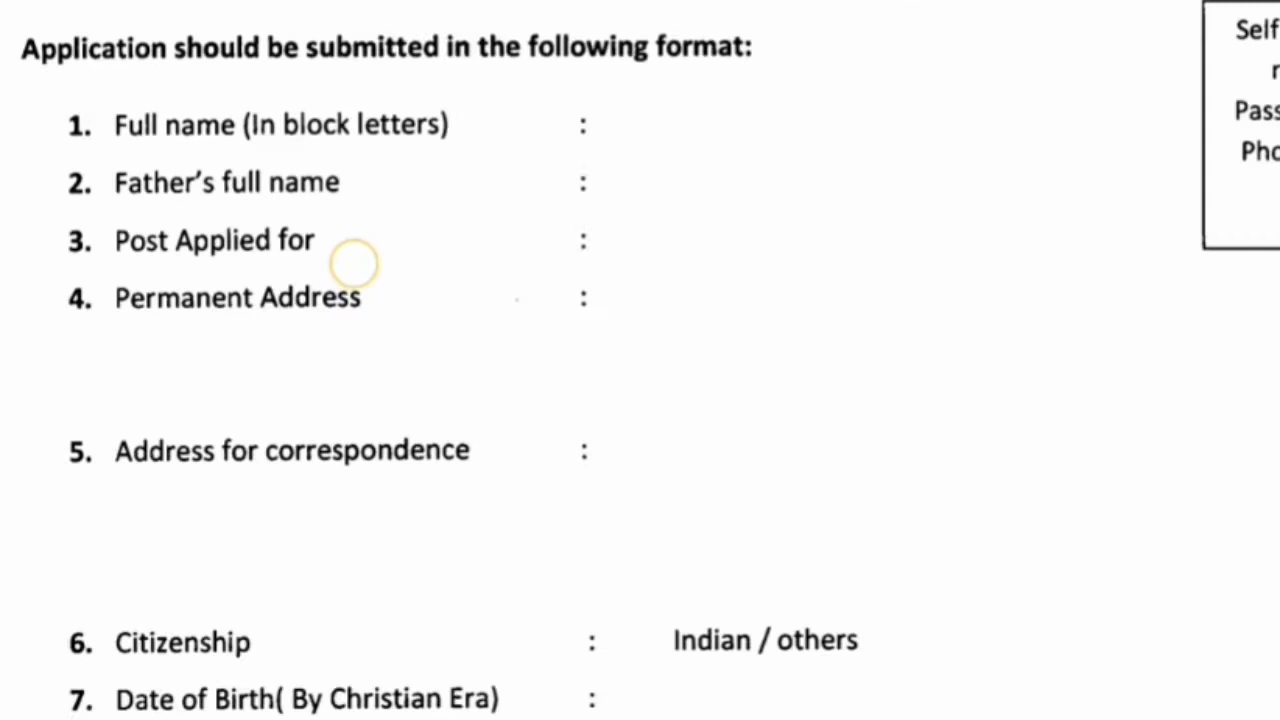 Application should be submitted in the following format:
1. Full name (In block letters) :
2. Father's full name :
3. Post Applied for :
4. Permanent Address :
5. Address for correspondence :
6. Citizenship : Indian / others
7. Date of Birth( By Christian Era) :
Self